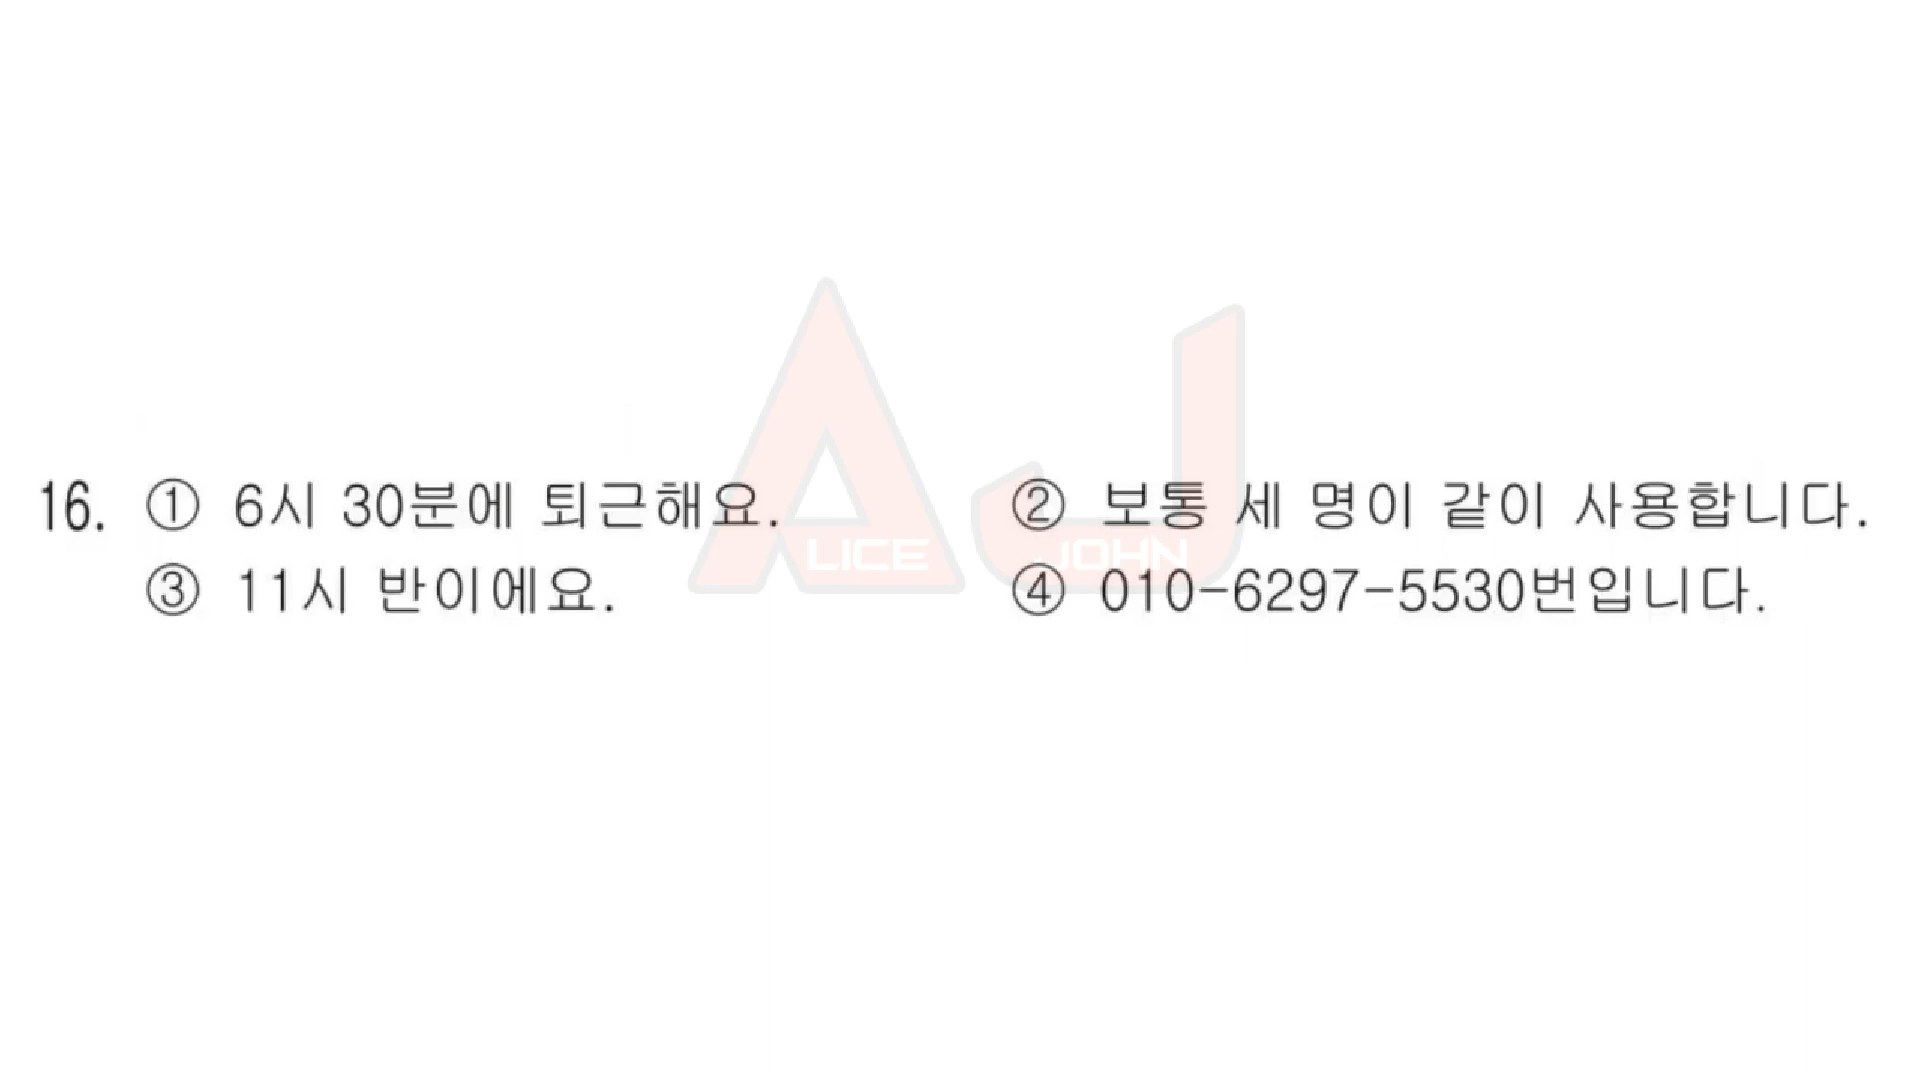 16. ① 6시 30분에 퇴근해요. ② 보통 세 명이 같이 사용합니다.
③ 11시 반이에요. ④ 010-6297-5530번입니다.
ALICE JOHN